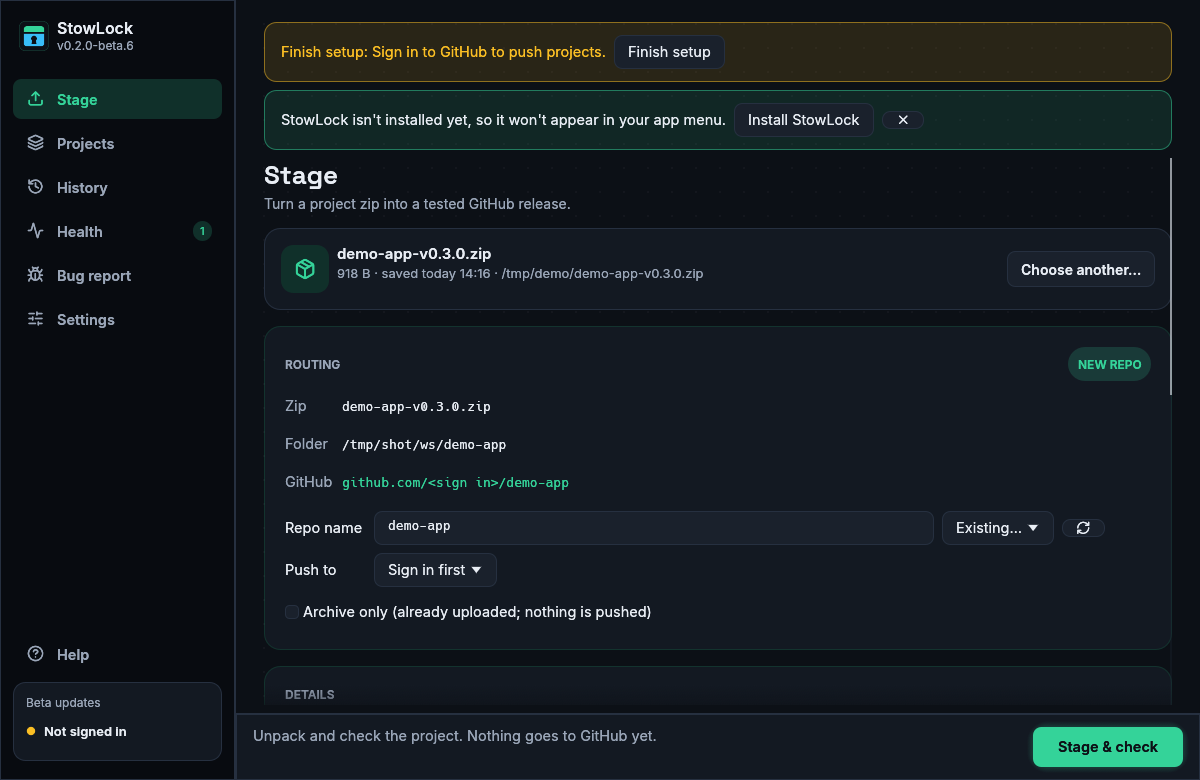 StowLock
v0.2.0-beta.6
Stage
Projects
History
Health 1
Bug report
Settings
Help
Beta updates
Not signed in
Finish setup: Sign in to GitHub to push projects. Finish setup
StowLock isn't installed yet, so it won't appear in your app menu. Install StowLock ✕
Stage
Turn a project zip into a tested GitHub release.
demo-app-v0.3.0.zip
918 B · saved today 14:16 · /tmp/demo/demo-app-v0.3.0.zip
Choose another...
ROUTING NEW REPO
Zip demo-app-v0.3.0.zip
Folder /tmp/shot/ws/demo-app
GitHub github.com/<sign in>/demo-app
Repo name demo-app Existing...
Push to Sign in first
Archive only (already uploaded; nothing is pushed)
DETAILS
Unpack and check the project. Nothing goes to GitHub yet.
Stage & check